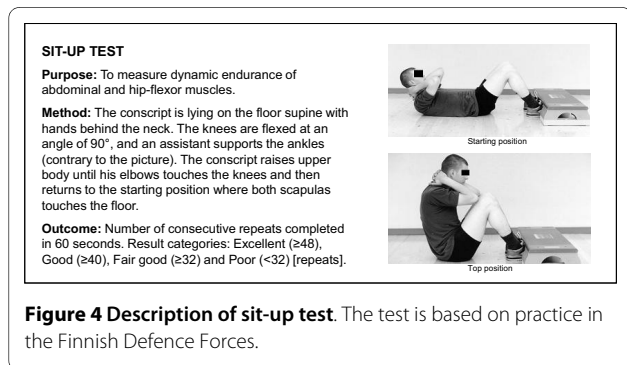 SIT-UP TEST
Purpose: To measure dynamic endurance of
abdominal and hip-flexor muscles.
Method: The conscript is lying on the floor supine with
hands behind the neck. The knees are flexed at an
angle of 90°, and an assistant supports the ankles
(contrary to the picture). The conscript raises upper
body until his elbows touches the knees and then
returns to the starting position where both scapulas
touches the floor.
Outcome: Number of consecutive repeats completed
in 60 seconds. Result categories: Excellent (≥48),
Good (≥40), Fair good (≥32) and Poor (<32) [repeats].
Starting position
Top position
Figure 4 Description of sit-up test. The test is based on practice in
the Finnish Defence Forces.